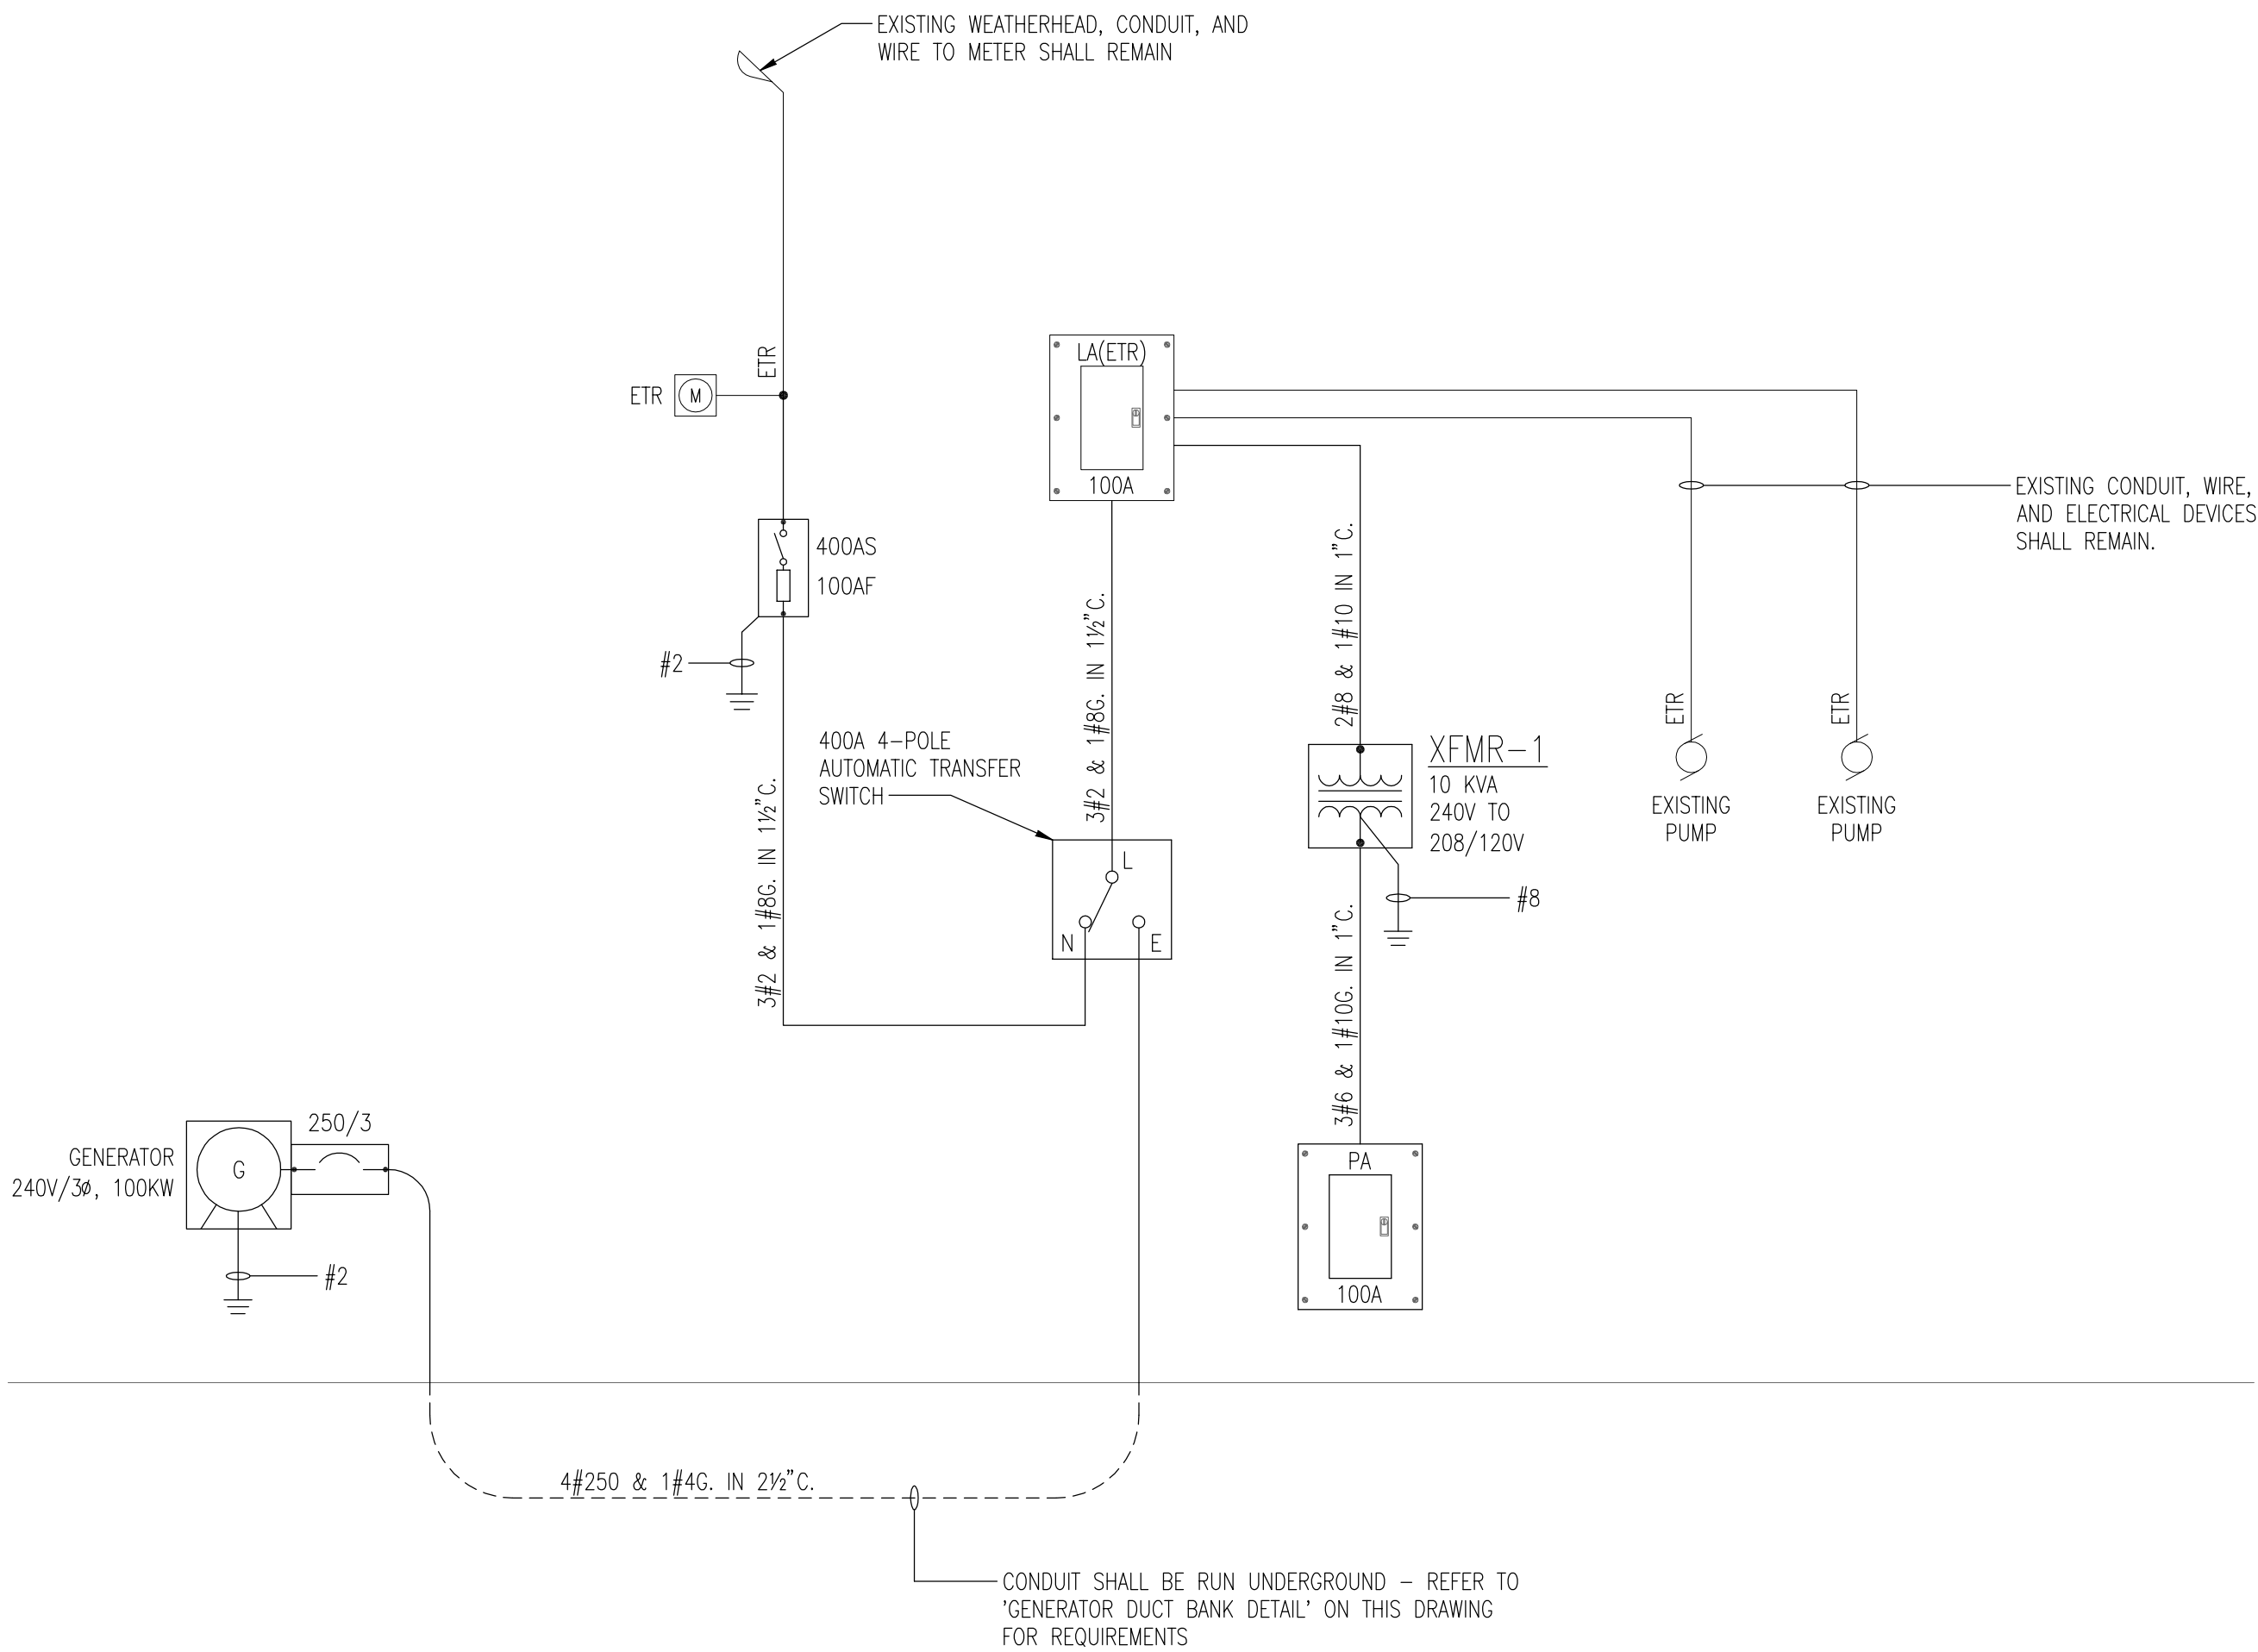 EXISTING WEATHERHEAD, CONDUIT, AND
WIRE TO METER SHALL REMAIN
ETR
ETR
M
LA(ETR)
100A
400AS
100AF
#2
EXISTING CONDUIT, WIRE,
AND ELECTRICAL DEVICES
SHALL REMAIN.
3#2 & 1#8G. IN 1½"C.
2#8 & 1#10 IN 1"C.
ETR
ETR
400A 4-POLE
AUTOMATIC TRANSFER
SWITCH
3#2 & 1#8G. IN 1½"C.
L
N
E
XFMR-1
10 KVA
240V TO
208/120V
EXISTING
PUMP
EXISTING
PUMP
#8
3#6 & 1#10G. IN 1"C.
250/3
GENERATOR
240V/3ø, 100KW
G
#2
PA
100A
4#250 & 1#4G. IN 2½"C.
CONDUIT SHALL BE RUN UNDERGROUND - REFER TO
'GENERATOR DUCT BANK DETAIL' ON THIS DRAWING
FOR REQUIREMENTS